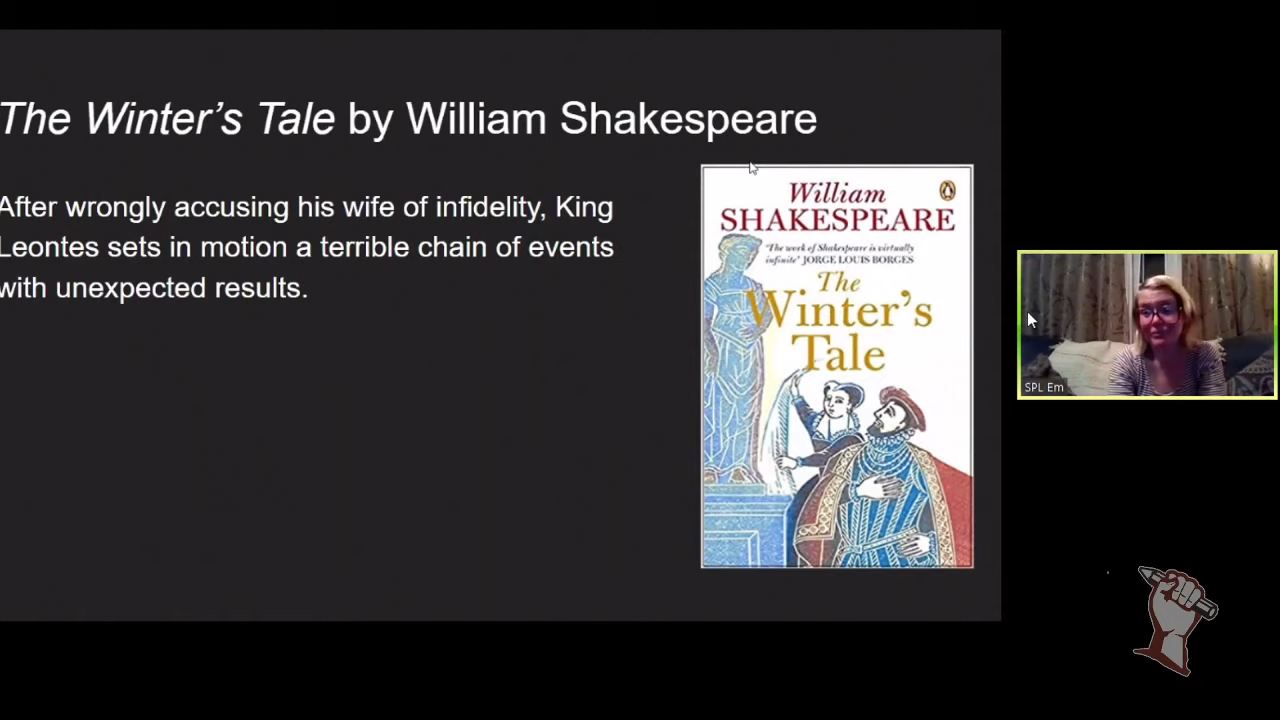 The Winter’s Tale by William Shakespeare
After wrongly accusing his wife of infidelity, King
Leontes sets in motion a terrible chain of events
with unexpected results.
William
SHAKESPEARE
‘The work of Shakespeare is virtually
infinite’ JORGE LOUIS BORGES
The
Winter’s
Tale
SPL Em